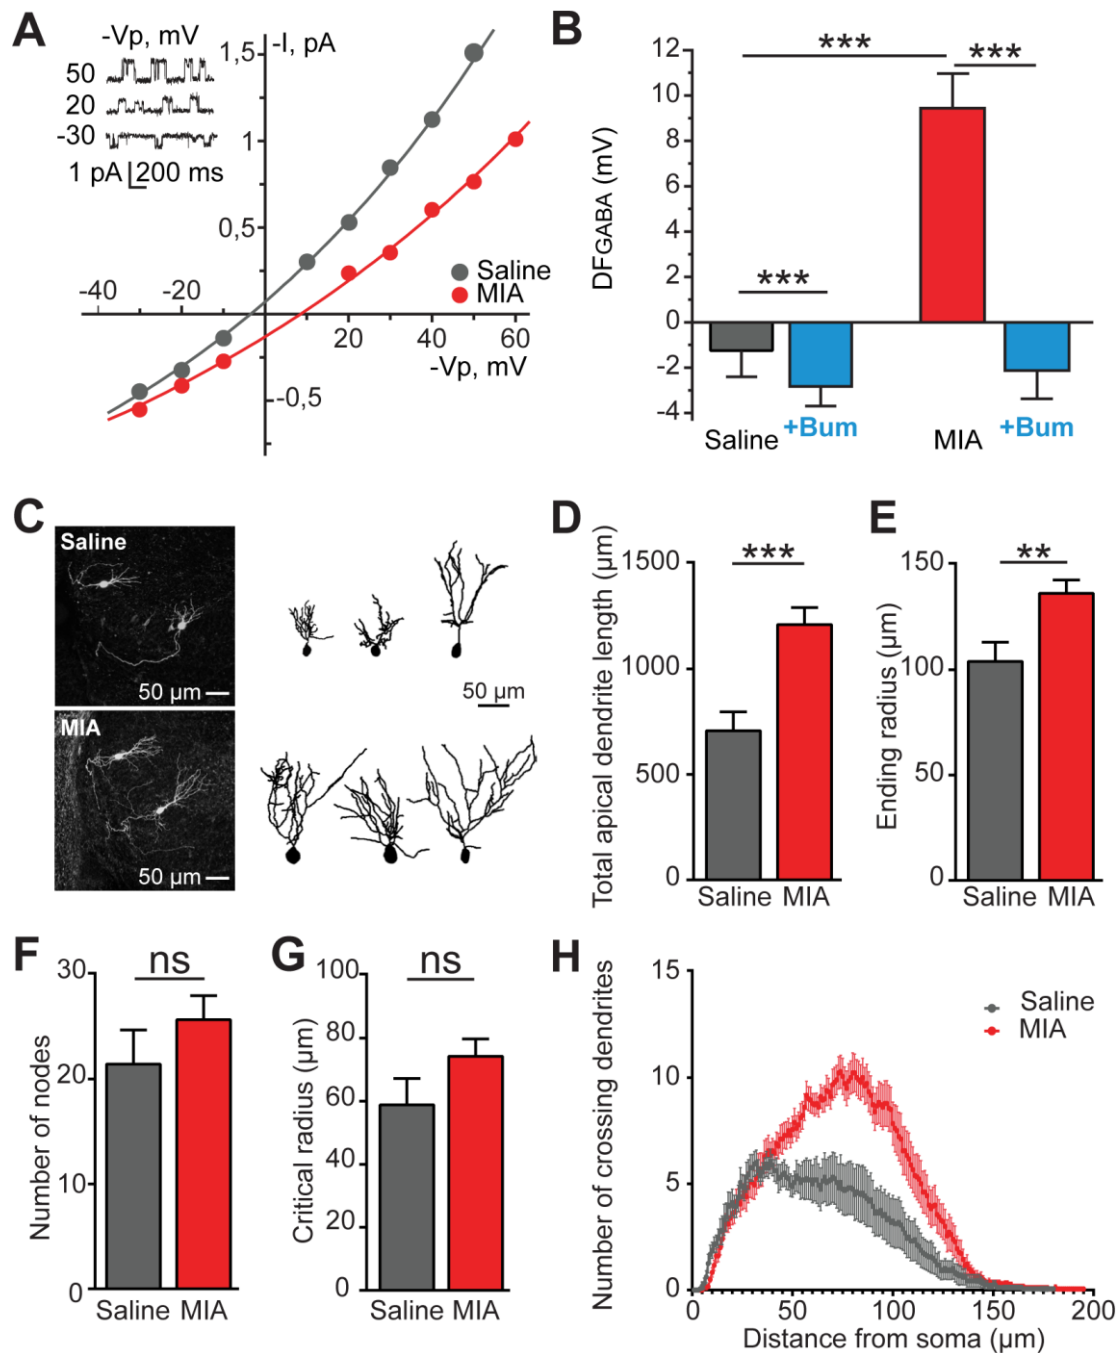 A
-Vp, mV
50
20
-30
1 pA 200 ms
-I, pA
1,5
1
0,5
-0,5
-40
-20
20
40
60
-Vp, mV
Saline
MIA
B
DFGABA (mV)
12
10
8
6
4
2
0
-2
-4
***
***
***
Saline
+Bum
MIA
+Bum
C
Saline
50 µm
MIA
50 µm
50 µm
D
Total apical dendrite length (µm)
1500
1000
500
0
***
Saline
MIA
E
Ending radius (µm)
150
100
50
0
**
Saline
MIA
F
Number of nodes
30
20
10
0
ns
Saline
MIA
G
Critical radius (µm)
100
80
60
40
20
0
ns
Saline
MIA
H
Number of crossing dendrites
15
10
5
0
Saline
MIA
0
50
100
150
200
Distance from soma (µm)